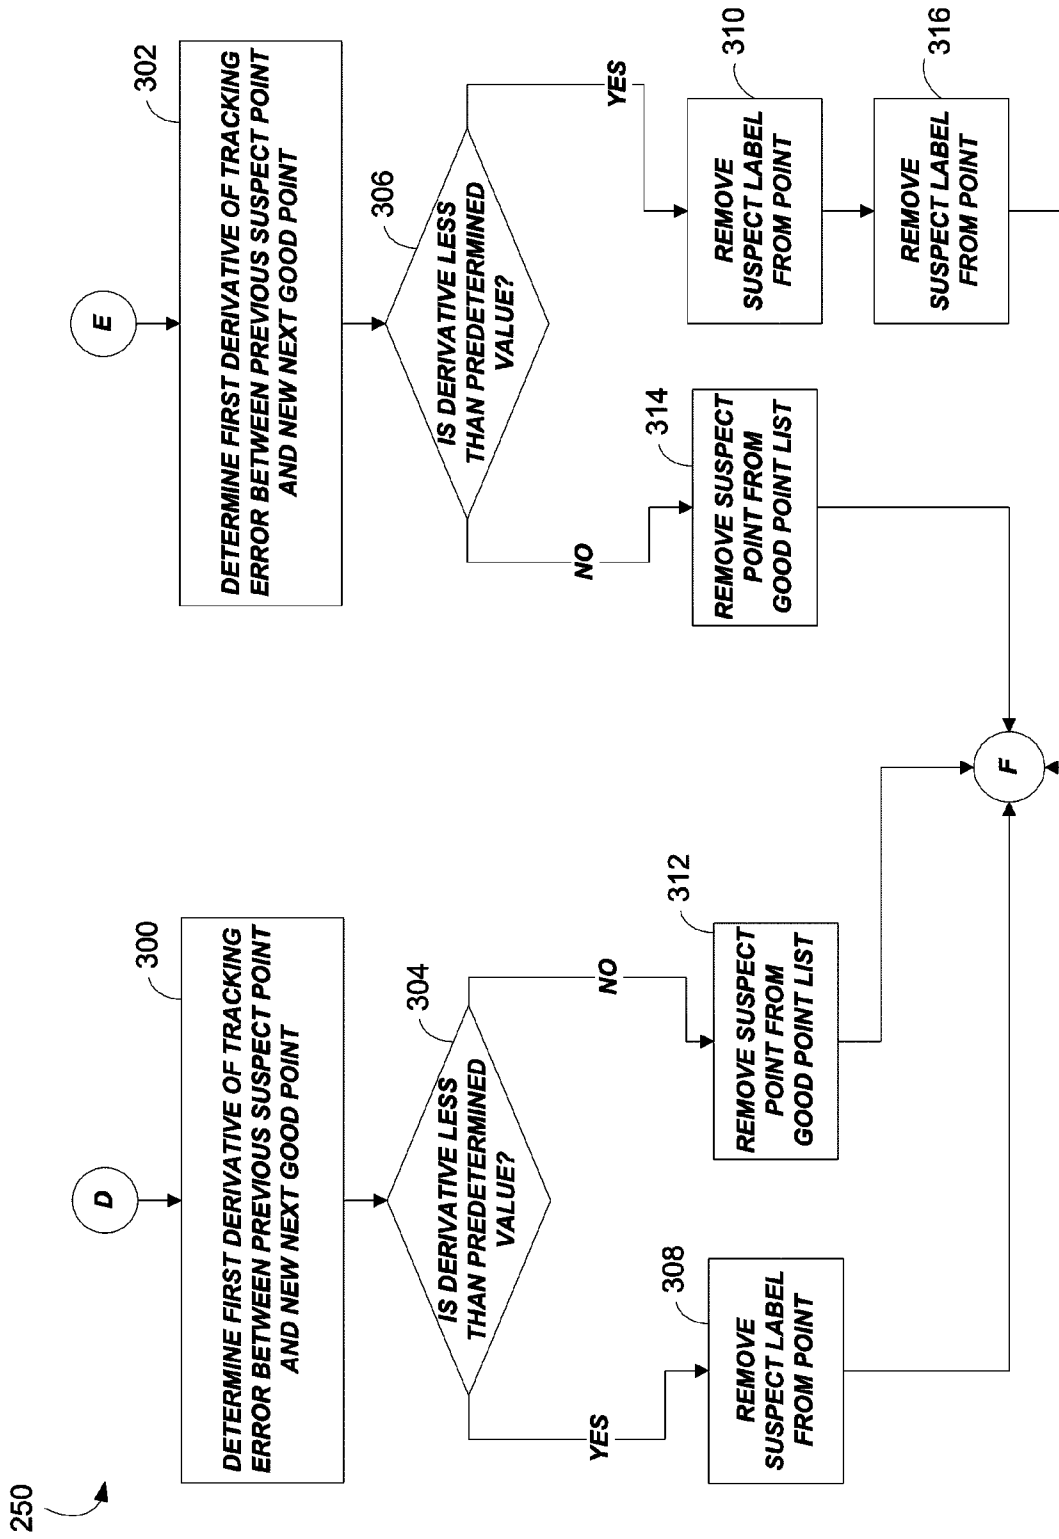 250
D
300
DETERMINE FIRST DERIVATIVE OF TRACKING
ERROR BETWEEN PREVIOUS SUSPECT POINT
AND NEW NEXT GOOD POINT
304
IS DERIVATIVE LESS
THAN PREDETERMINED
VALUE?
YES
NO
308
REMOVE
SUSPECT LABEL
FROM POINT
312
REMOVE SUSPECT
POINT FROM
GOOD POINT LIST
E
302
DETERMINE FIRST DERIVATIVE OF TRACKING
ERROR BETWEEN PREVIOUS SUSPECT POINT
AND NEW NEXT GOOD POINT
306
IS DERIVATIVE LESS
THAN PREDETERMINED
VALUE?
NO
YES
314
REMOVE SUSPECT
POINT FROM
GOOD POINT LIST
310
REMOVE
SUSPECT LABEL
FROM POINT
316
REMOVE
SUSPECT LABEL
FROM POINT
F